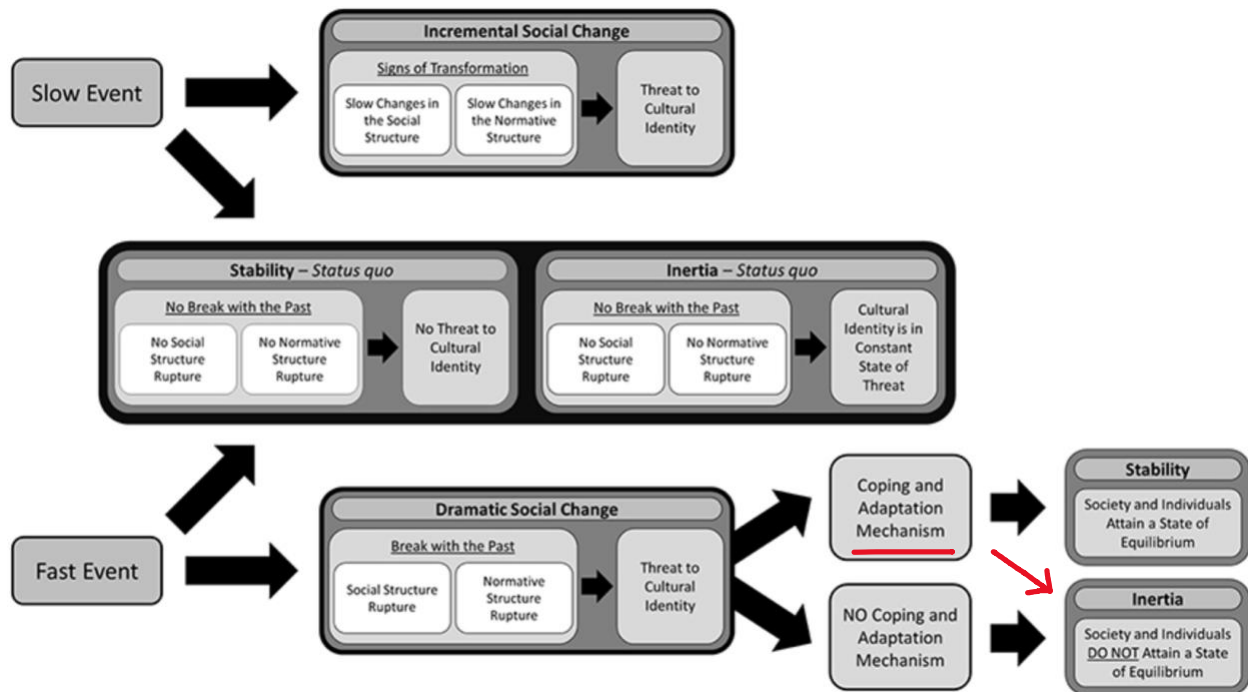 Incremental Social Change
Slow Event
Signs of Transformation
Slow Changes in
the Social
Structure
Slow Changes in
the Normative
Structure
Threat to
Cultural
Identity
Stability – Status quo
No Break with the Past
No Social
Structure
Rupture
No Normative
Structure
Rupture
No Threat to
Cultural
Identity
Inertia – Status quo
No Break with the Past
No Social
Structure
Rupture
No Normative
Structure
Rupture
Cultural
Identity is in
Constant
State of
Threat
Fast Event
Dramatic Social Change
Break with the Past
Social Structure
Rupture
Normative
Structure
Rupture
Threat to
Cultural
Identity
Coping and
Adaptation
Mechanism
Stability
Society and Individuals
Attain a State of
Equilibrium
NO Coping and
Adaptation
Mechanism
Inertia
Society and Individuals
DO NOT Attain a State
of Equilibrium